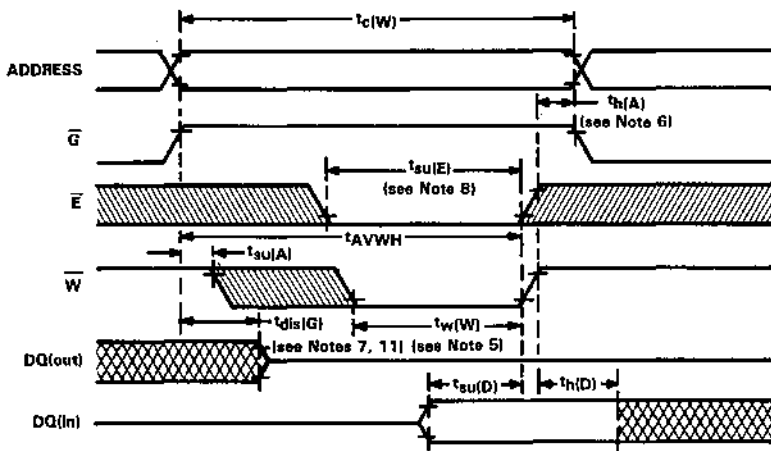 tc(W)
ADDRESS
th(A)
(see Note 6)
G̅
tsu(E)
(see Note 8)
E̅
tAVWH
tsu(A)
W̅
tdis(G)
tw(W)
(see Notes 7, 11) (see Note 5)
DQ(out)
tsu(D)
th(D)
DQ(in)